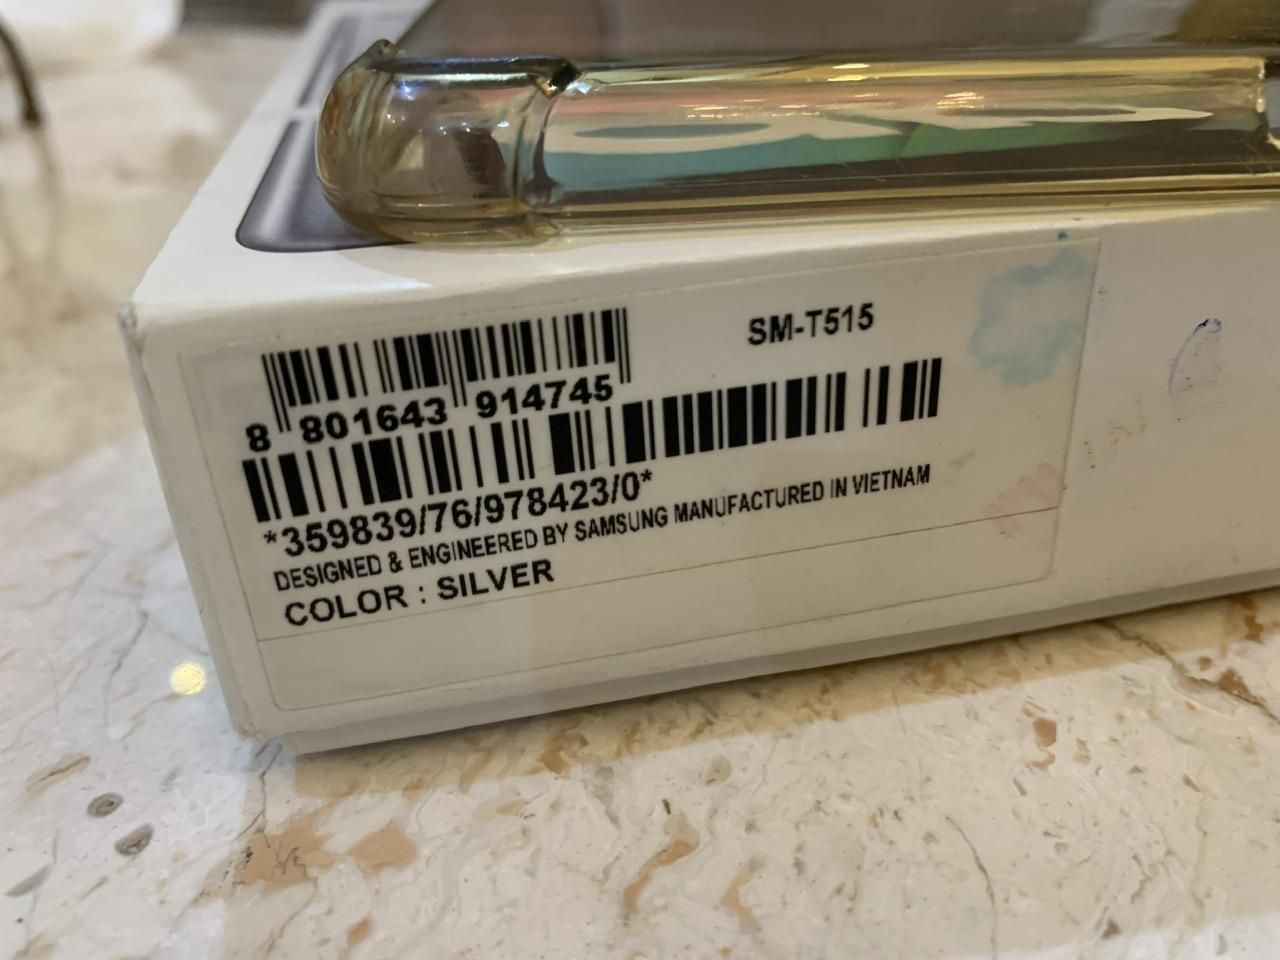 SM-T515
8 801643 914745
*359839/76/978423/0*
DESIGNED & ENGINEERED BY SAMSUNG MANUFACTURED IN VIETNAM
COLOR : SILVER